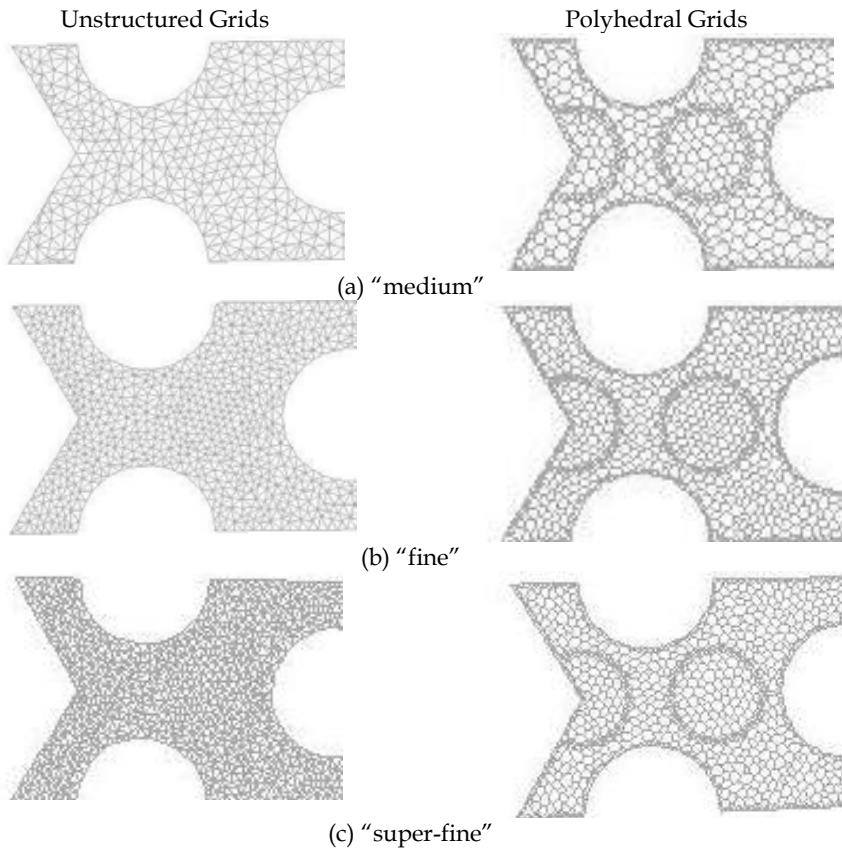 Unstructured Grids
Polyhedral Grids
(a) “medium”
(b) “fine”
(c) “super-fine”